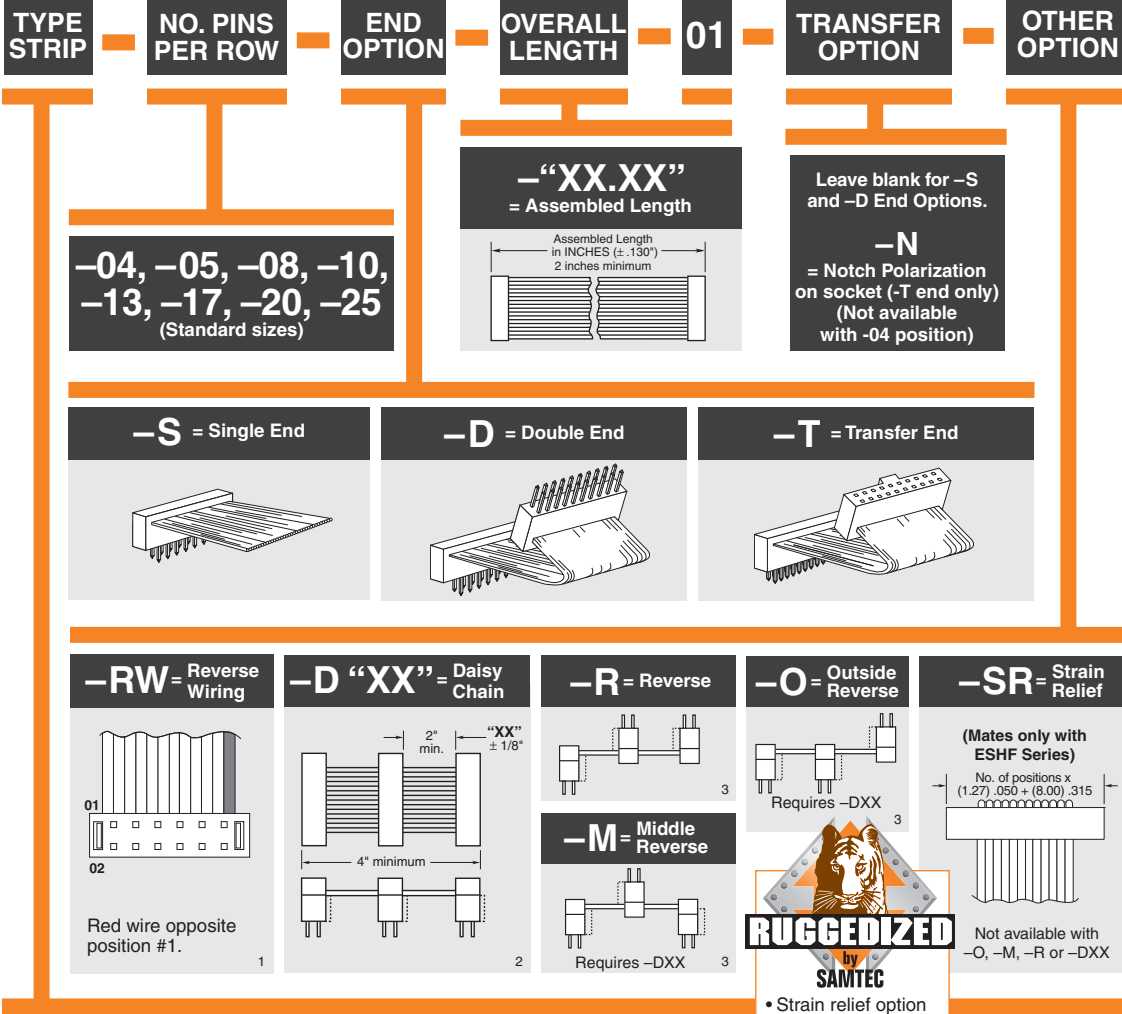 TYPE
STRIP
NO. PINS
PER ROW
END
OPTION
OVERALL
LENGTH
01
TRANSFER
OPTION
OTHER
OPTION
–“XX.XX”
= Assembled Length
Assembled Length
in INCHES (± .130")
2 inches minimum
Leave blank for –S
and –D End Options.
–N
= Notch Polarization
on socket (-T end only)
(Not available
with -04 position)
–04, –05, –08, –10,
–13, –17, –20, –25
(Standard sizes)
–S = Single End
–D = Double End
–T = Transfer End
–RW = Reverse
Wiring
01
02
Red wire opposite
position #1.
1
–D “XX” = Daisy
Chain
2"
min.
“XX”
± 1/8"
4" minimum
2
–R = Reverse
3
–M = Middle
Reverse
Requires –DXX
3
–O = Outside
Reverse
Requires –DXX
3
–SR = Strain
Relief
(Mates only with
ESHF Series)
No. of positions x
(1.27) .050 + (8.00) .315
Not available with
–O, –M, –R or –DXX
RUGGEDIZED
by
SAMTEC
• Strain relief option